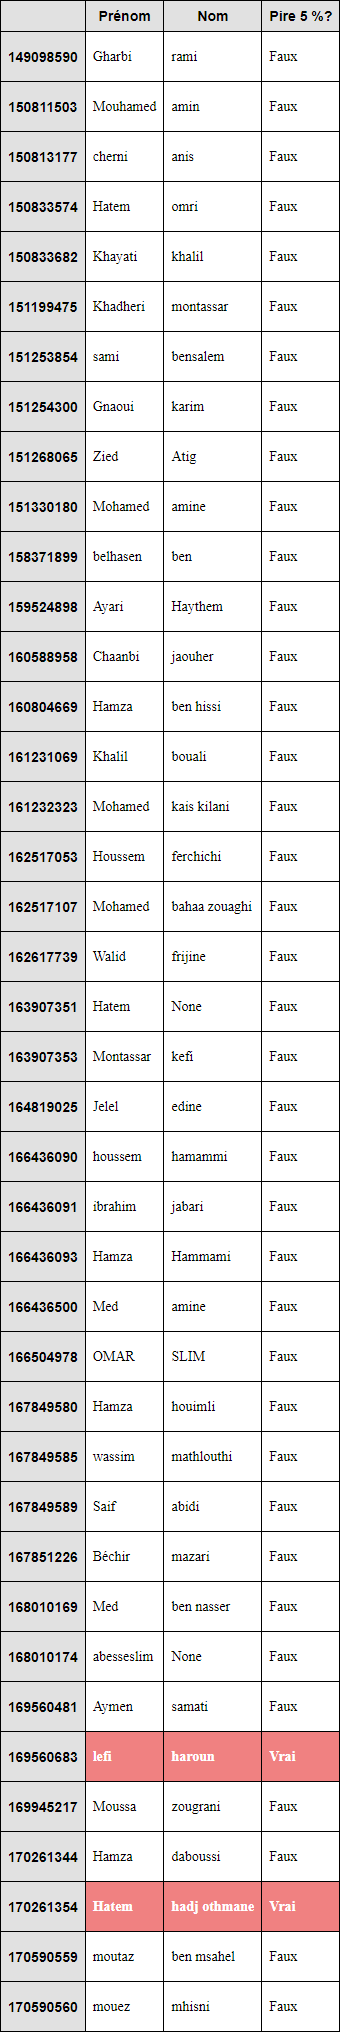 Prénom Nom Pire 5 %?
149098590 Gharbi rami Faux
150811503 Mouhamed amin Faux
150813177 cherni anis Faux
150833574 Hatem omri Faux
150833682 Khayati khalil Faux
151199475 Khadheri montassar Faux
151253854 sami bensalem Faux
151254300 Gnaoui karim Faux
151268065 Zied Atig Faux
151330180 Mohamed amine Faux
158371899 belhasen ben Faux
159524898 Ayari Haythem Faux
160588958 Chaanbi jaouher Faux
160804669 Hamza ben hissi Faux
161231069 Khalil bouali Faux
161232323 Mohamed kais kilani Faux
162517053 Houssem ferchichi Faux
162517107 Mohamed bahaa zouaghi Faux
162617739 Walid frijine Faux
163907351 Hatem None Faux
163907353 Montassar kefi Faux
164819025 Jelel edine Faux
166436090 houssem hamammi Faux
166436091 ibrahim jabari Faux
166436093 Hamza Hammami Faux
166436500 Med amine Faux
166504978 OMAR SLIM Faux
167849580 Hamza houimli Faux
167849585 wassim mathlouthi Faux
167849589 Saif abidi Faux
167851226 Béchir mazari Faux
168010169 Med ben nasser Faux
168010174 abesseslim None Faux
169560481 Aymen samati Faux
169560683 lefi haroun Vrai
169945217 Moussa zougrani Faux
170261344 Hamza daboussi Faux
170261354 Hatem hadj othmane Vrai
170590559 moutaz ben msahel Faux
170590560 mouez mhisni Faux